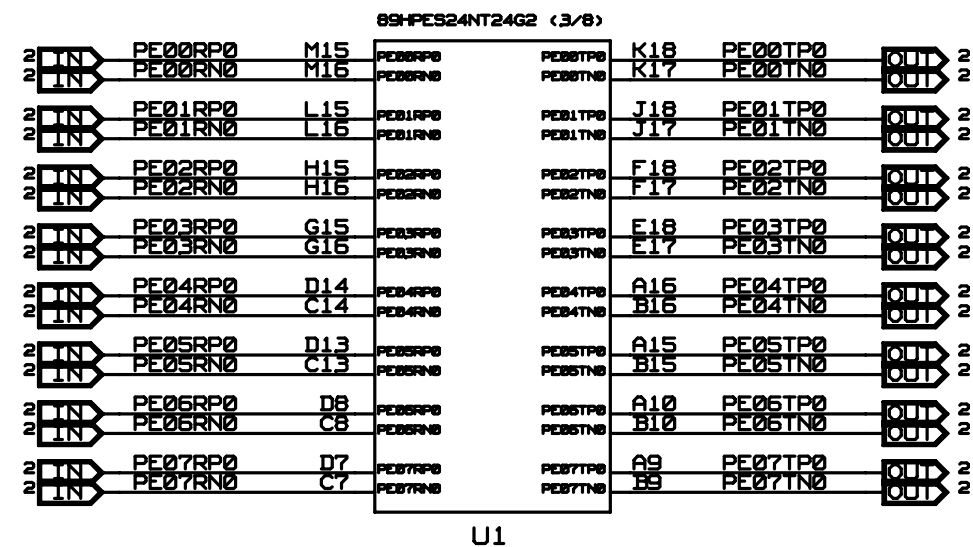 89HPES24NT24G2 (3/8)
2 IN PE00RP0 M15 PE00RP0 PE00TP0 K18 PE00TP0 OUT 2
2 IN PE00RN0 M16 PE00RN0 PE00TN0 K17 PE00TN0 OUT 2
2 IN PE01RP0 L15 PE01RP0 PE01TP0 J18 PE01TP0 OUT 2
2 IN PE01RN0 L16 PE01RN0 PE01TN0 J17 PE01TN0 OUT 2
2 IN PE02RP0 H15 PE02RP0 PE02TP0 F18 PE02TP0 OUT 2
2 IN PE02RN0 H16 PE02RN0 PE02TN0 F17 PE02TN0 OUT 2
2 IN PE03RP0 G15 PE03RP0 PE03TP0 E18 PE03TP0 OUT 2
2 IN PE03RN0 G16 PE03RN0 PE03TN0 E17 PE03TN0 OUT 2
2 IN PE04RP0 D14 PE04RP0 PE04TP0 A16 PE04TP0 OUT 2
2 IN PE04RN0 C14 PE04RN0 PE04TN0 B16 PE04TN0 OUT 2
2 IN PE05RP0 D13 PE05RP0 PE05TP0 A15 PE05TP0 OUT 2
2 IN PE05RN0 C13 PE05RN0 PE05TN0 B15 PE05TN0 OUT 2
2 IN PE06RP0 D8 PE06RP0 PE06TP0 A10 PE06TP0 OUT 2
2 IN PE06RN0 C8 PE06RN0 PE06TN0 B10 PE06TN0 OUT 2
2 IN PE07RP0 D7 PE07RP0 PE07TP0 A9 PE07TP0 OUT 2
2 IN PE07RN0 C7 PE07RN0 PE07TN0 B9 PE07TN0 OUT 2
U1